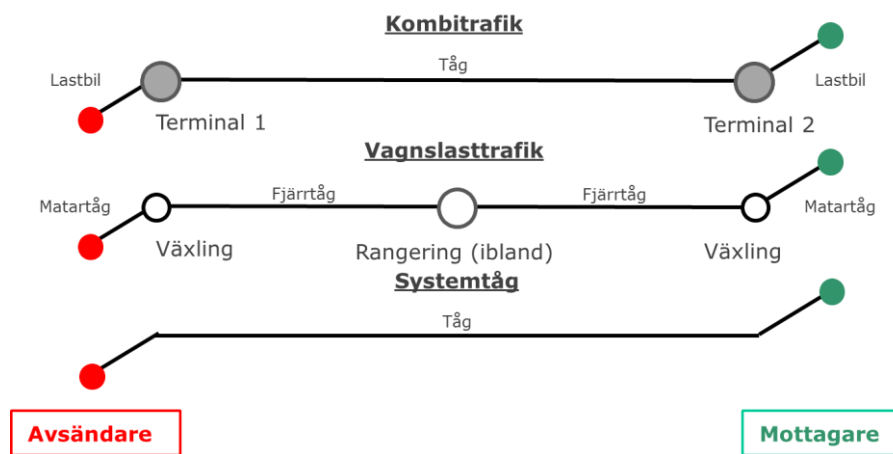 Kombitrafik
Lastbil
Tåg
Lastbil
Terminal 1
Terminal 2
Vagnslasttrafik
Matartåg
Fjärrtåg
Fjärrtåg
Matartåg
Växling
Rangering (ibland)
Växling
Systemtåg
Tåg
Avsändare
Mottagare